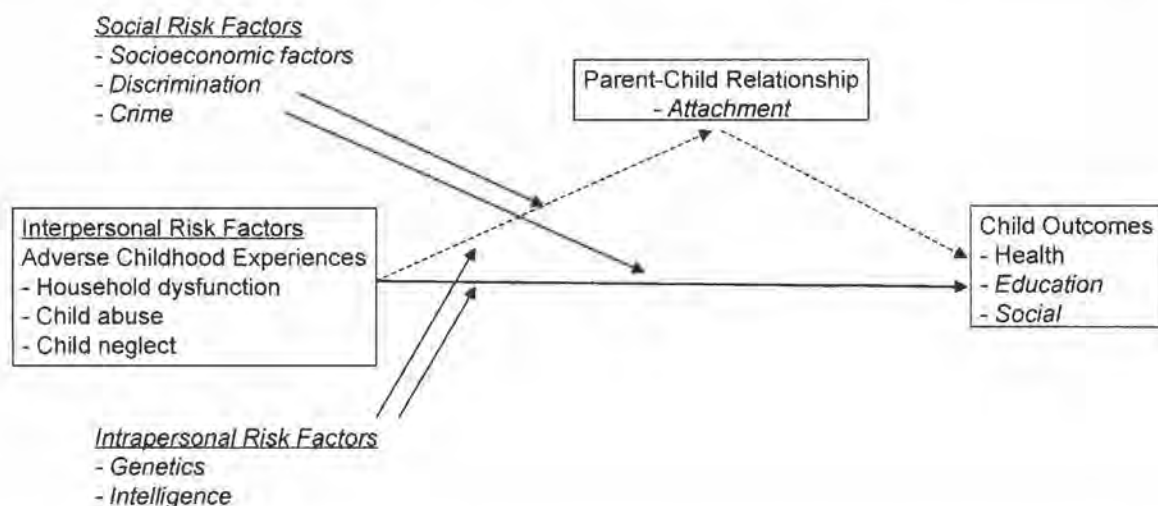 Social Risk Factors
- Socioeconomic factors
- Discrimination
- Crime
Parent-Child Relationship
- Attachment
Interpersonal Risk Factors
Adverse Childhood Experiences
- Household dysfunction
- Child abuse
- Child neglect
Child Outcomes
- Health
- Education
- Social
Intrapersonal Risk Factors
- Genetics
- Intelligence